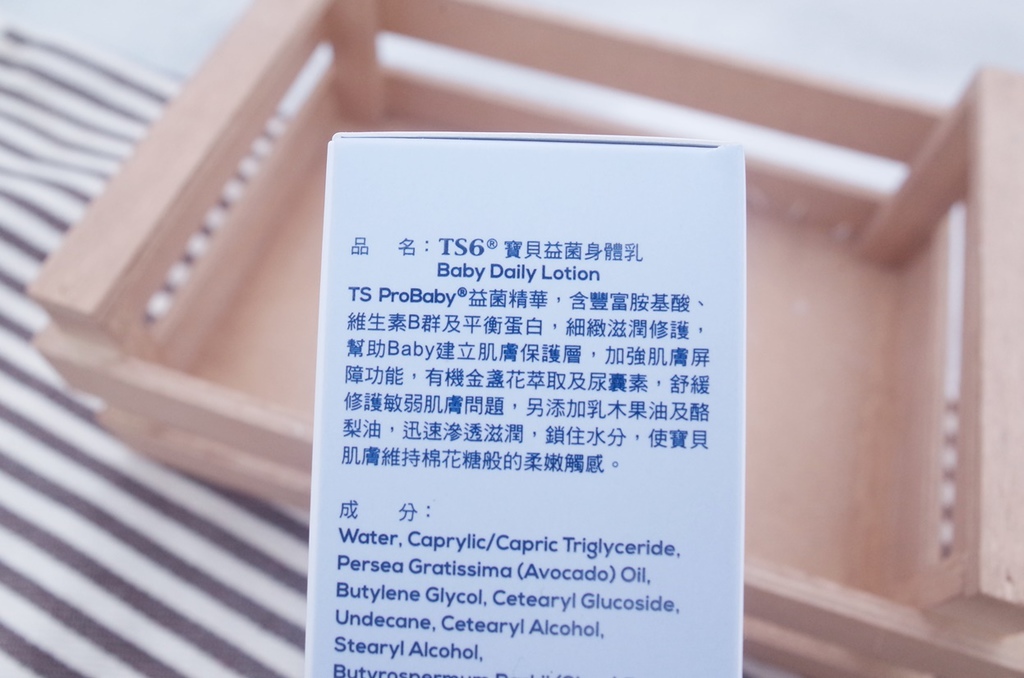 品 名：TS6® 寶貝益菌身體乳
Baby Daily Lotion
TS ProBaby®益菌精華，含豐富胺基酸、
維生素B群及平衡蛋白，細緻滋潤修護，
幫助Baby建立肌膚保護層，加強肌膚屏
障功能，有機金盞花萃取及尿囊素，舒緩
修護敏弱肌膚問題，另添加乳木果油及酪
梨油，迅速滲透滋潤，鎖住水分，使寶貝
肌膚維持棉花糖般的柔嫩觸感。
成 分：
Water, Caprylic/Capric Triglyceride,
Persea Gratissima (Avocado) Oil,
Butylene Glycol, Cetearyl Glucoside,
Undecane, Cetearyl Alcohol,
Stearyl Alcohol,
Butyrospermum